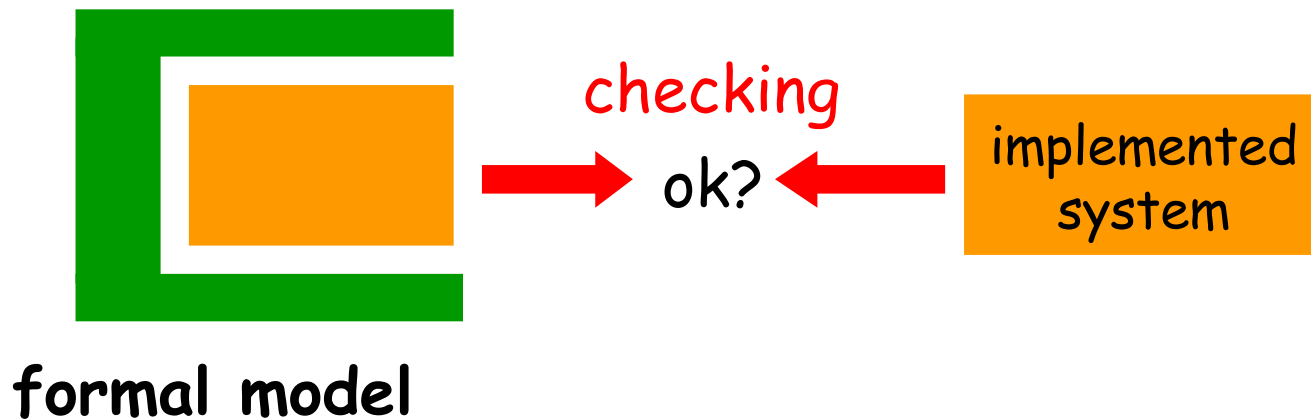 checking
ok?
implemented
system
formal model